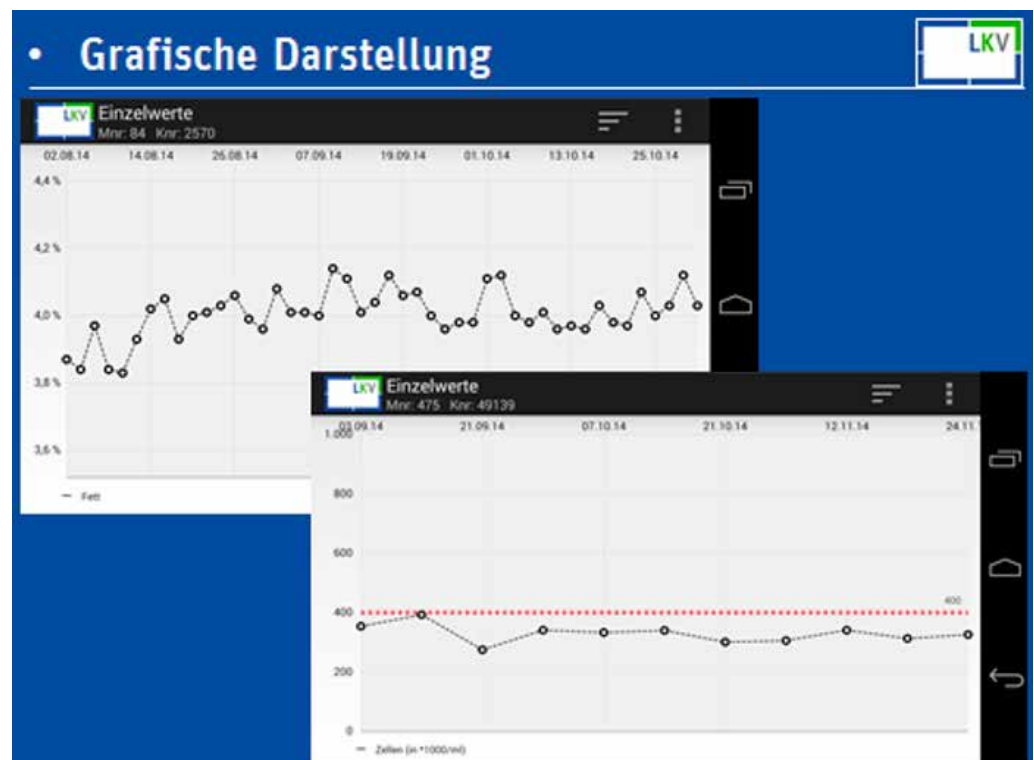 • Grafische Darstellung
LKV
LKV
Einzelwerte
Mnr: 84 Knr: 2570
02.08.14 14.08.14 26.08.14 07.09.14 19.09.14 01.10.14 13.10.14 25.10.14
4,4 %
4,2 %
4,0 %
3,8 %
3,6 %
— Fett
LKV
Einzelwerte
Mnr: 475 Knr: 49139
03.09.14 21.09.14 07.10.14 21.10.14 12.11.14 24.11.
1.000
800
600
400
400
200
0
— Zellen (in *1000/ml)